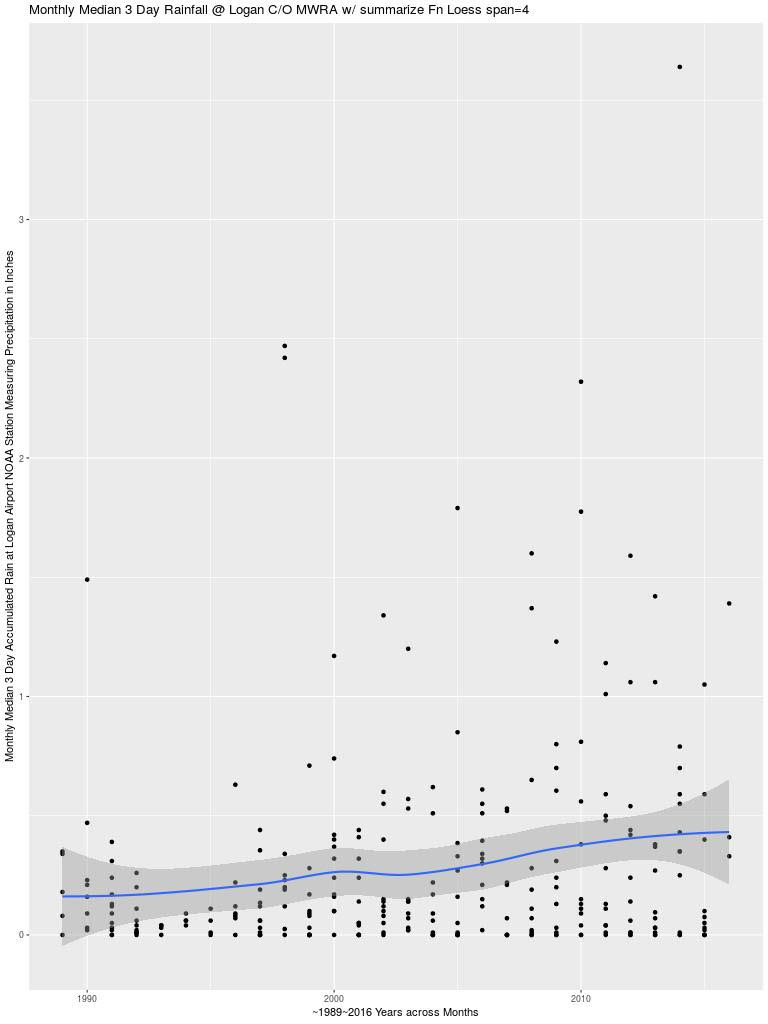 Monthly Median 3 Day Rainfall @ Logan C/O MWRA w/ summarize Fn Loess span=4
Monthly Median 3 Day Accumulated Rain at Logan Airport NOAA Station Measuring Precipitation in Inches
3
2
1
0
1990 2000 2010
~1989~2016 Years across Months